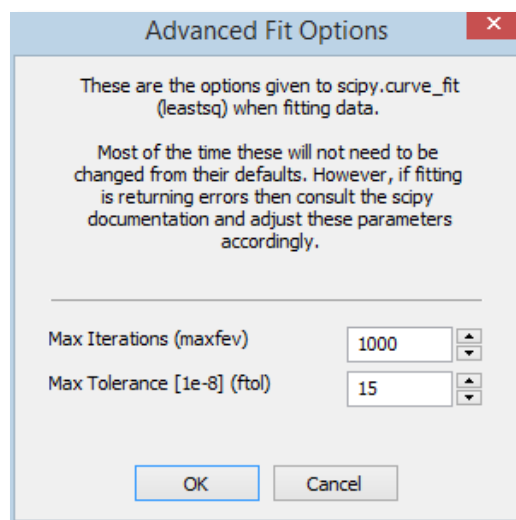 Advanced Fit Options
These are the options given to scipy.curve_fit
(leastsq) when fitting data.
Most of the time these will not need to be
changed from their defaults. However, if fitting
is returning errors then consult the scipy
documentation and adjust these parameters
accordingly.
Max Iterations (maxfev) 1000
Max Tolerance [1e-8] (ftol) 15
OK Cancel